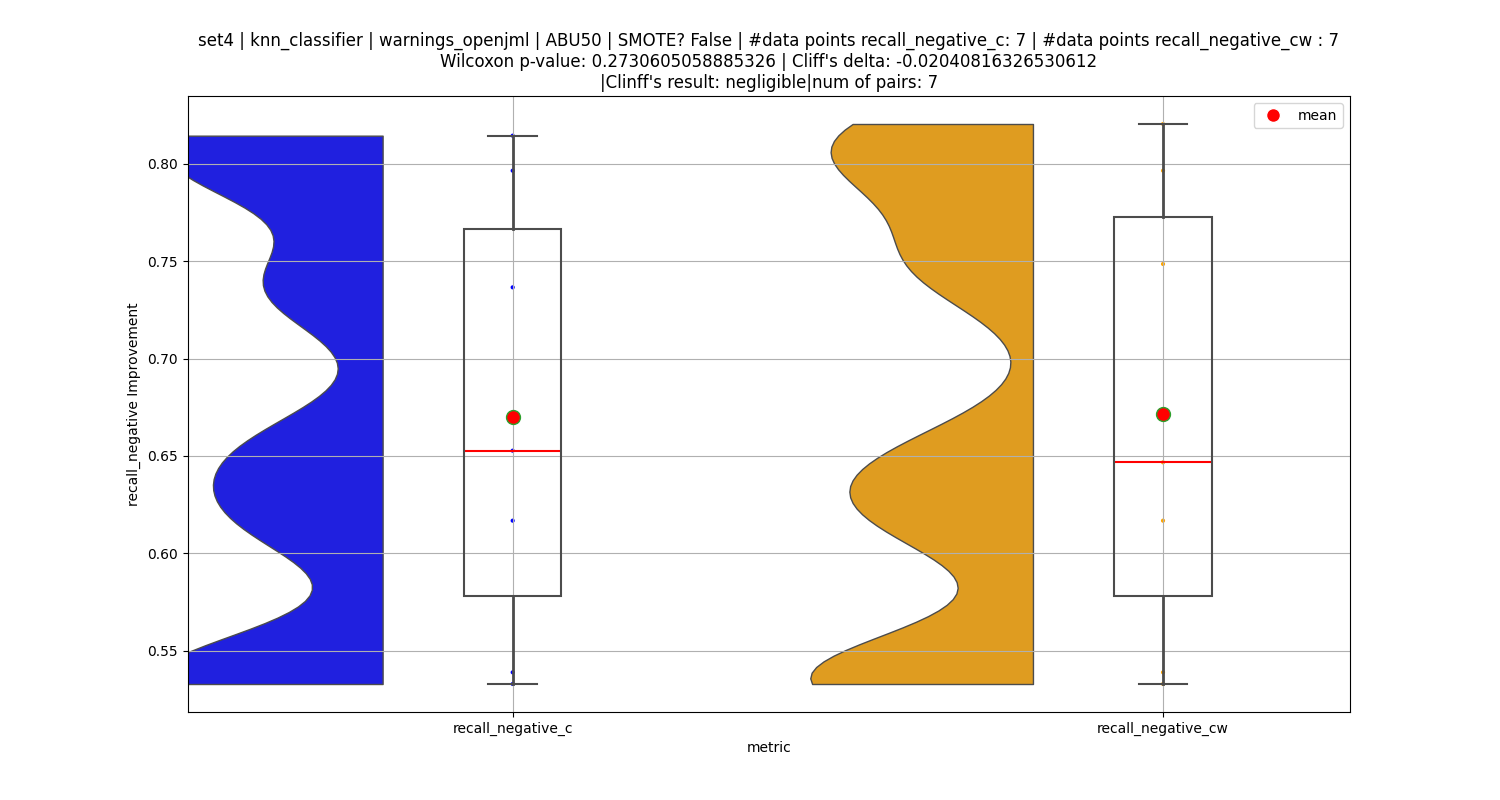 set4 | knn_classifier | warnings_openjml | ABU50 | SMOTE? False | #data points recall_negative_c: 7 | #data points recall_negative_cw : 7
Wilcoxon p-value: 0.2730605058885326 | Cliff's delta: -0.02040816326530612
|Clinff's result: negligible|num of pairs: 7
mean
0.80
0.75
0.70
0.65
0.60
0.55
recall_negative Improvement
recall_negative_c
recall_negative_cw
metric